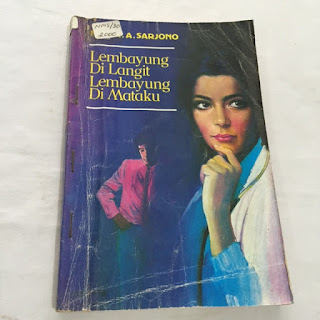 A. SARJONO
Lembayung
Di Langit
Lembayung
Di Mataku